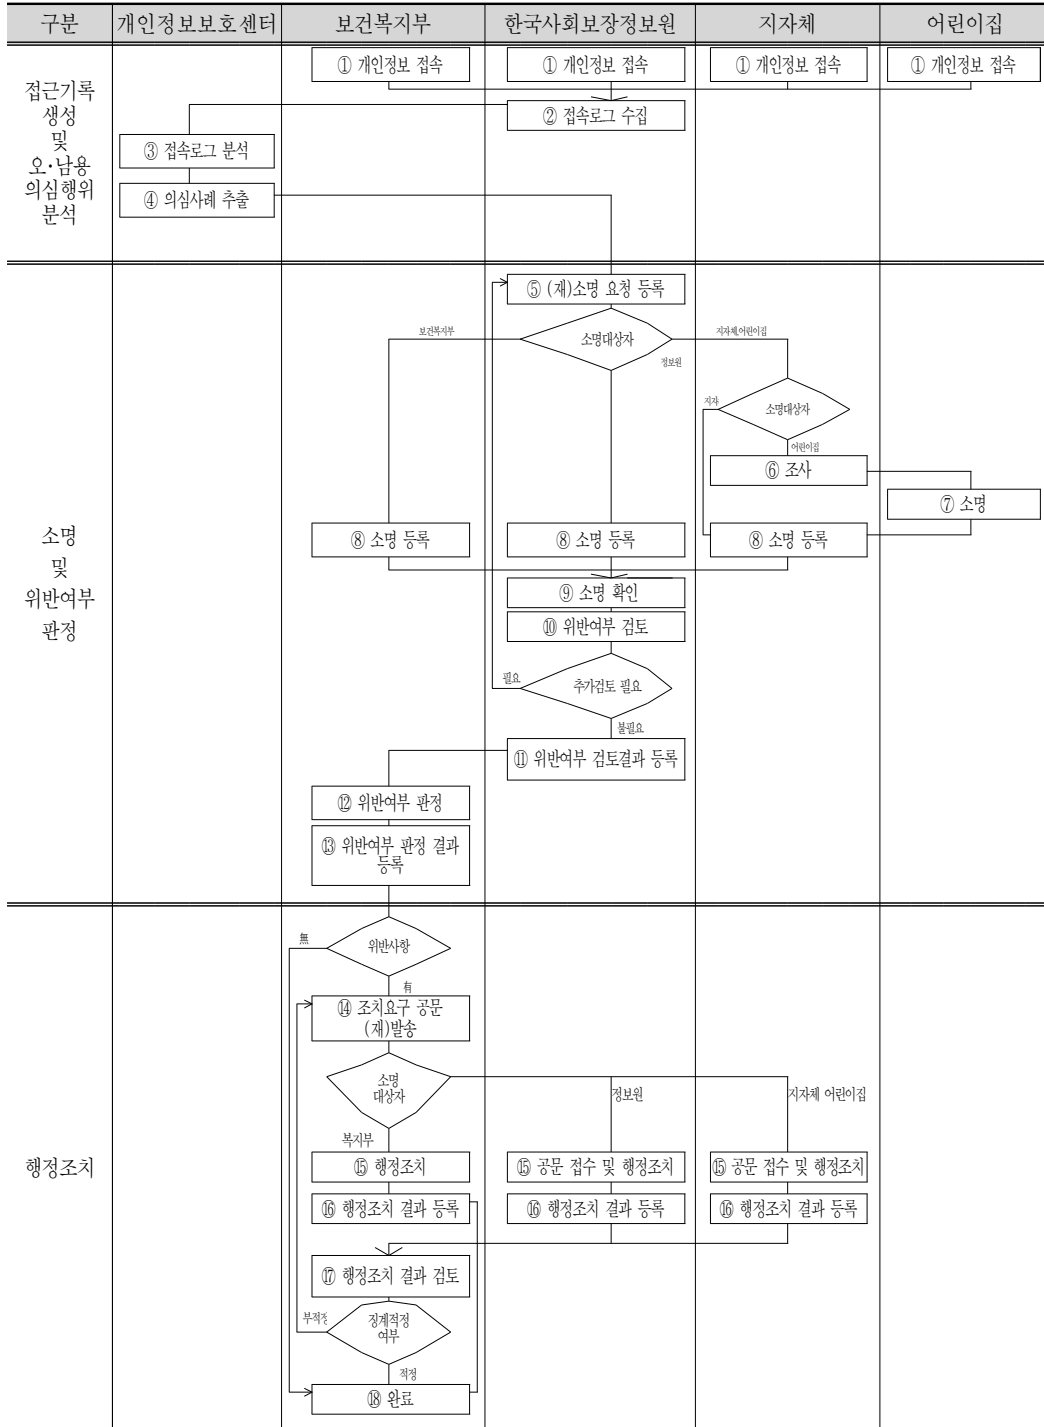 구분 개인정보보호센터 보건복지부 한국사회보장정보원 지자체 어린이집
접근기록
생성
및
오·남용
의심행위
분석
① 개인정보 접속 ① 개인정보 접속 ① 개인정보 접속 ① 개인정보 접속
② 접속로그 수집
③ 접속로그 분석
④ 의심사례 추출
소명
및
위반여부
판정
⑤ (재)소명 요청 등록
보건복지부 소명대상자 지자체,어린이집
정보원
지자 소명대상자
어린이집
⑥ 조사
⑦ 소명
⑧ 소명 등록 ⑧ 소명 등록 ⑧ 소명 등록
⑨ 소명 확인
⑩ 위반여부 검토
필요 추가검토 필요
불필요
⑪ 위반여부 검토결과 등록
⑫ 위반여부 판정
⑬ 위반여부 판정 결과
등록
행정조치
無 위반사항
有
⑭ 조치요구 공문
(재)발송
소명
대상자
정보원 지자체 어린이집
복지부
⑮ 행정조치 ⑮ 공문 접수 및 행정조치 ⑮ 공문 접수 및 행정조치
⑯ 행정조치 결과 등록 ⑯ 행정조치 결과 등록 ⑯ 행정조치 결과 등록
⑰ 행정조치 결과 검토
부적정 징계적정
여부
적정
⑱ 완료